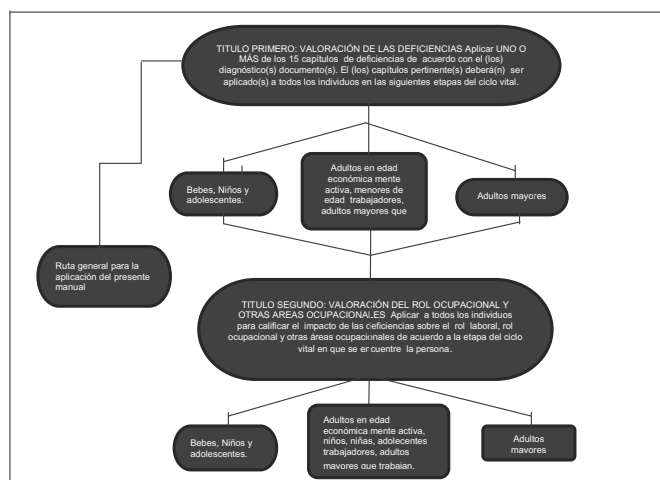 TITULO PRIMERO: VALORACIÓN DE LAS DEFICIENCIAS Aplicar UNO O
MÁS de los 15 capítulos de deficiencias de acuerdo con el (los)
diagnóstico(s) documento(s). El (los) capítulos pertinente(s) deberá(n) ser
aplicado(s) a todos los individuos en las siguientes etapas del ciclo vital.
Bebes, Niños y
adolescentes.
Adultos en edad
económica mente
activa, menores de
edad trabajadores,
adultos mayores que
Adultos mayores
Ruta general para la
aplicación del presente
manual
TITULO SEGUNDO: VALORACIÓN DEL ROL OCUPACIONAL Y
OTRAS AREAS OCUPACIONALES Aplicar a todos los individuos
para calificar el impacto de las deficiencias sobre el rol laboral, rol
ocupacional y otras áreas ocupacionales de acuerdo a la etapa del ciclo
vital en que se encuentre la persona.
Bebes, Niños y
adolescentes.
Adultos en edad
económica mente activa,
niños, niñas, adolecentes
trabajadores, adultos
mayores que trabajan.
Adultos
mayores